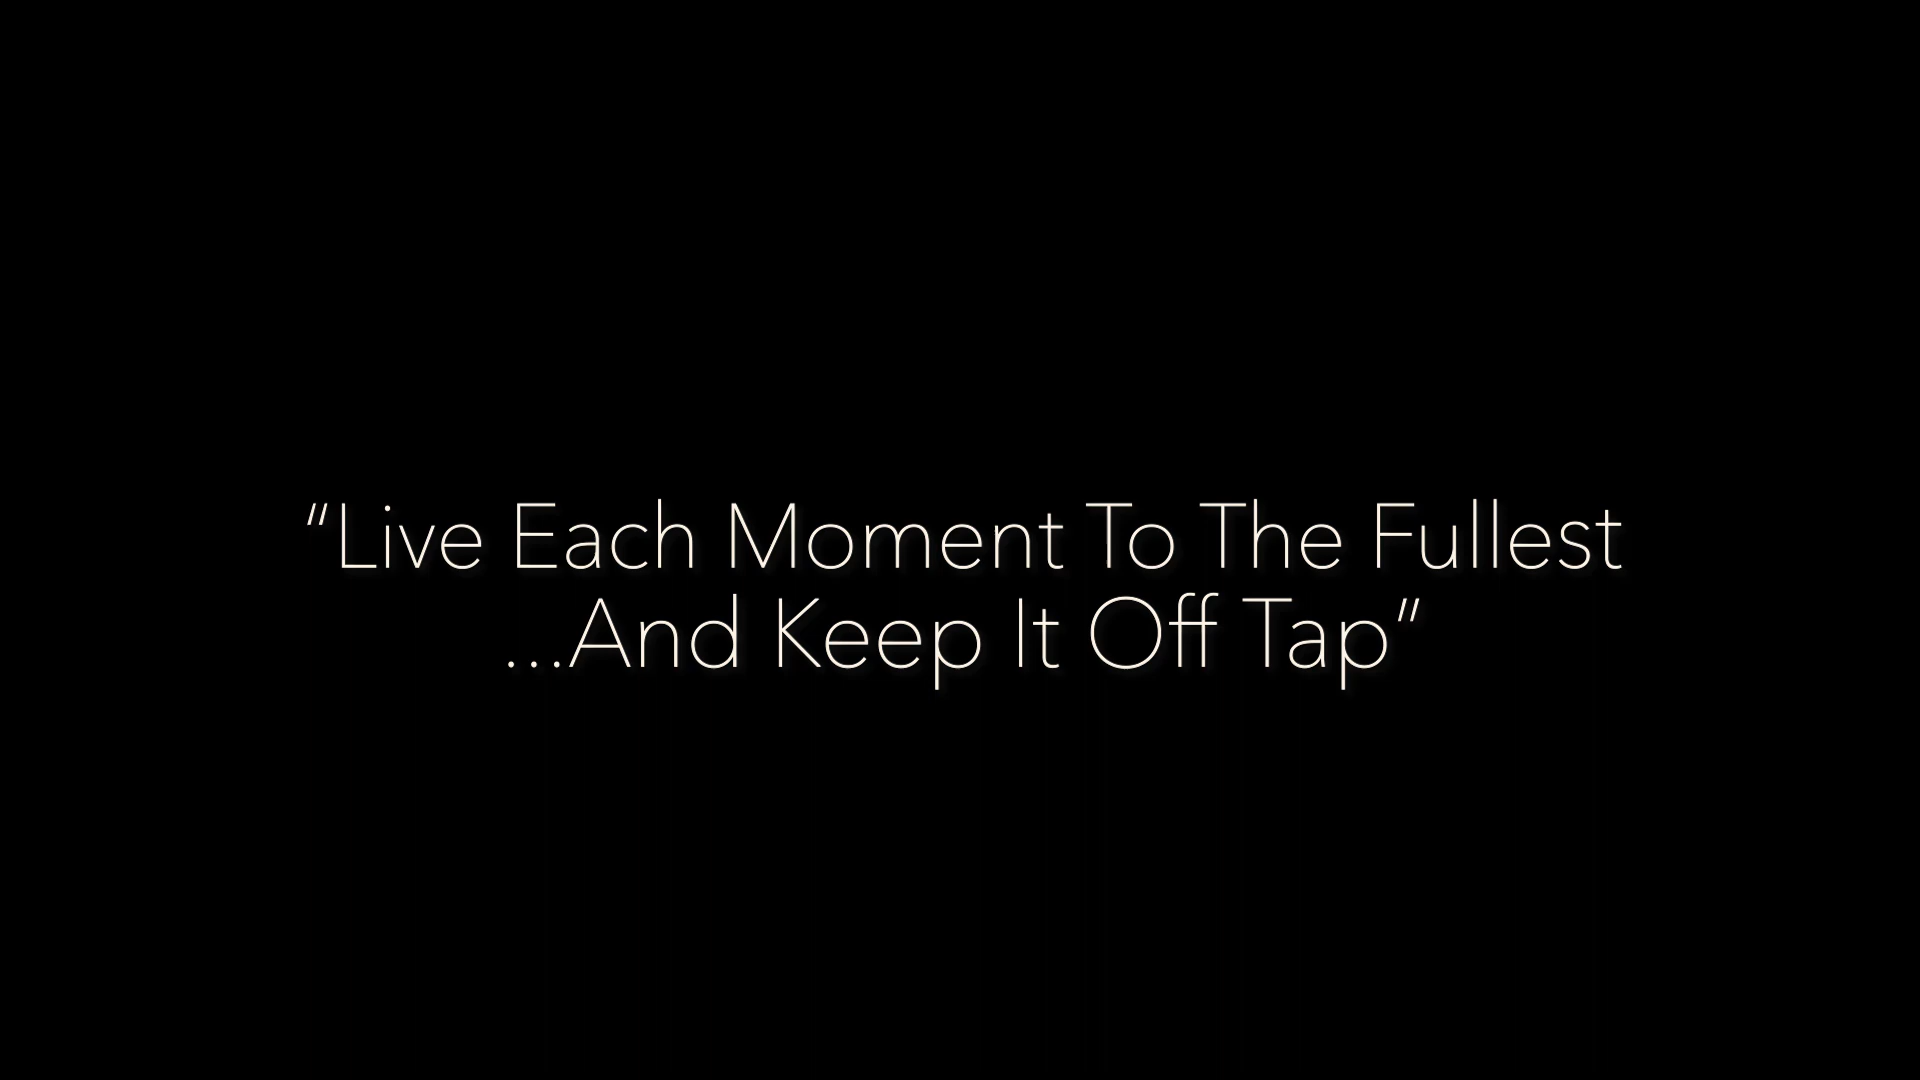 “Live Each Moment To The Fullest
...And Keep It Off Tap”